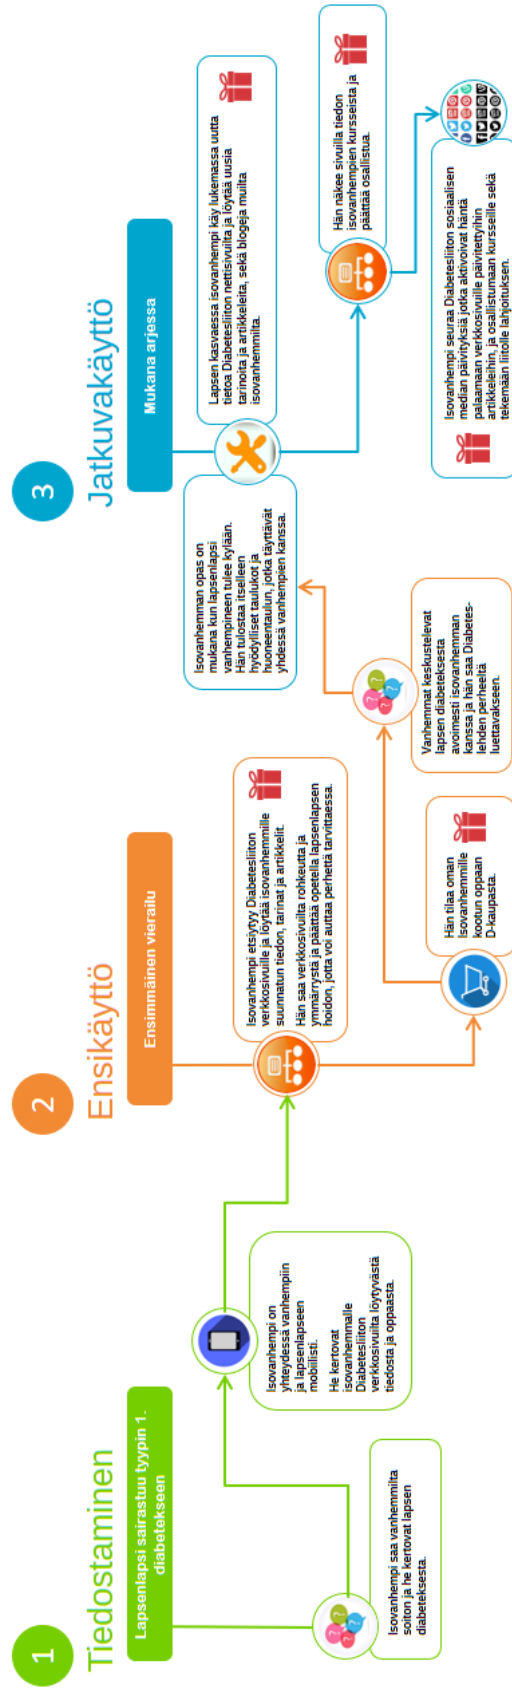 1
Tiedostaminen
Lapsenlapsi sairastuu tyypin 1.
diabetekseen
Isovanhempi saa vanhemmilta
soiton ja he kertovat lapsen
diabeteksesta.
Isovanhempi on
yhteydessä vanhempiin
ja lapsenlapseen
mobiilisti.
He kertovat
isovanhemmalle
Diabetesliiton
verkkosivuilta löytyvästä
tiedosta ja oppaasta.
2
Ensikäyttö
Ensimmäinen vierailu
Isovanhempi etsiytyy Diabetesliiton
verkkosivuille ja löytää isovanhemmille
suunnatun tiedon, tarinat ja artikkelit.
Hän saa verkkosivuilta rohkeutta ja
ymmärrystä ja päättää opetella lapsenlapsen
hoidon, jotta voi auttaa perhettä tarvittaessa.
Hän tilaa oman
Isovanhemmille
kootun oppaan
D-kaupasta.
Vanhemmat keskustelevat
lapsen diabeteksesta
avoimesti isovanhemman
kanssa ja hän saa Diabetes-
lehden perheeltä
luettavakseen.
3
Jatkuvakäyttö
Mukana arjessa
Isovanhemman opas on
mukana kun lapsenlapsi
vanhempineen tulee kylään.
Hän tulostaa itselleen
hyödylliset taulukot ja
huoneentaulun, jotka täyttävät
yhdessä vanhempien kanssa.
Lapsen kasvaessa isovanhempi käy lukemassa uutta
tietoa Diabetesliiton nettisivuilta ja löytää uusia
tarinoita ja artikkeleita, sekä blogeja muilta
isovanhemmilta.
Hän näkee sivuilla tiedon
isovanhempien kursseista ja
päättää osallistua.
Isovanhempi seuraa Diabetesliiton sosiaalisen
median päivityksiä jotka aktivoivat häntä
palaamaan verkkosivuille päivitettyihin
artikkeleihin, ja osallistumaan kursseille sekä
tekemään liitolle lahjoituksen.